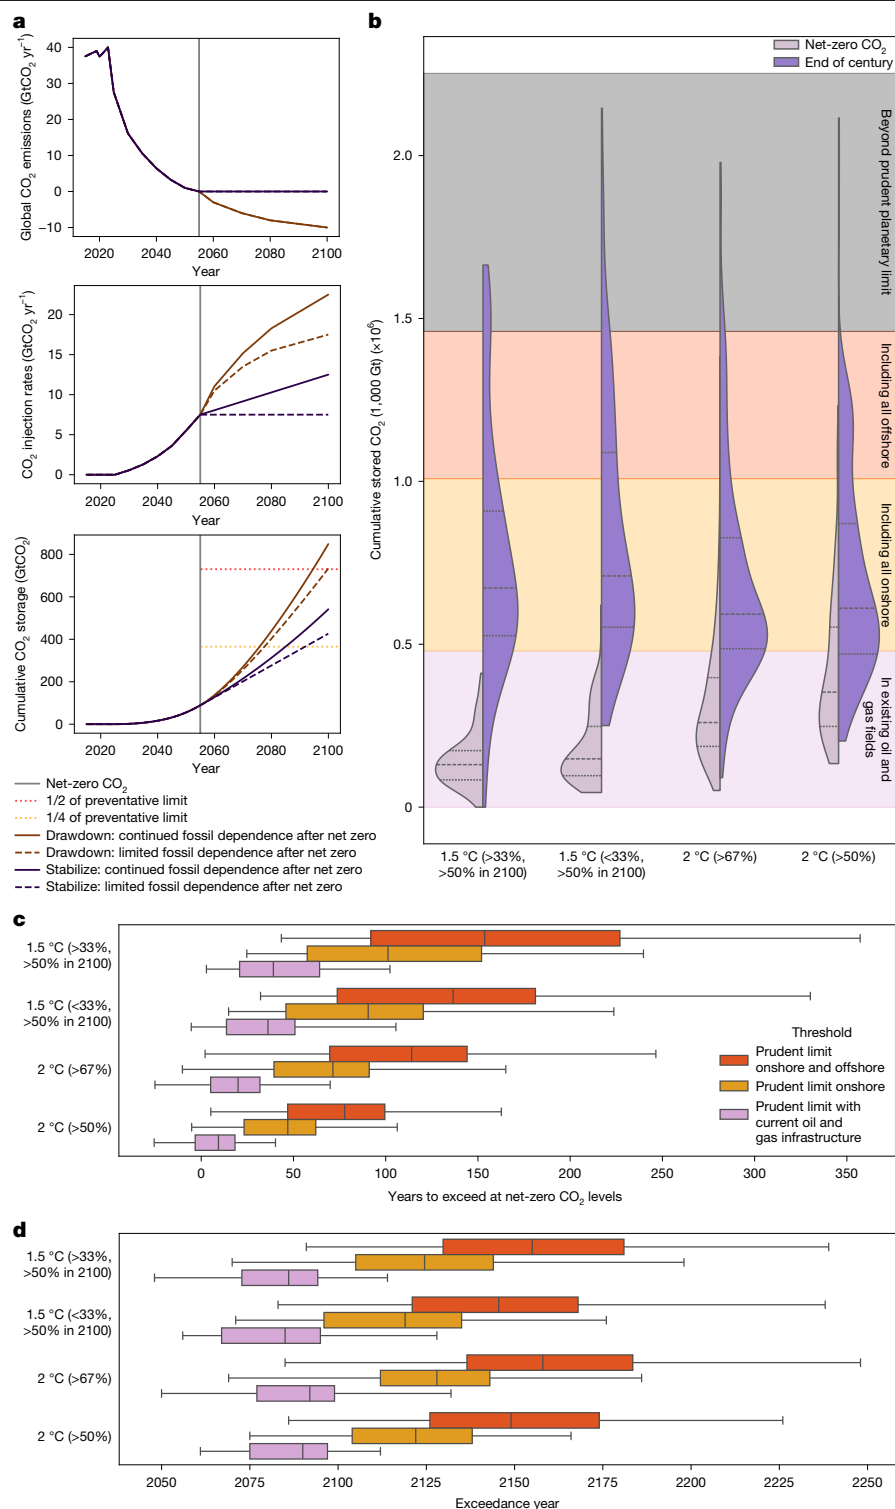 a
Global CO2 emissions (GtCO2 yr−1)
40
30
20
10
0
−10
2020
2040
2060
2080
2100
Year
CO2 injection rates (GtCO2 yr−1)
20
15
10
5
0
2020
2040
2060
2080
2100
Year
Cumulative CO2 storage (GtCO2)
800
600
400
200
0
2020
2040
2060
2080
2100
Year
Net-zero CO2
1/2 of preventative limit
1/4 of preventative limit
Drawdown: continued fossil dependence after net zero
Drawdown: limited fossil dependence after net zero
Stabilize: continued fossil dependence after net zero
Stabilize: limited fossil dependence after net zero
b
Net-zero CO2
End of century
Cumulative stored CO2 (1,000 Gt) (×10⁶)
2.0
1.5
1.0
0.5
0
Beyond prudent planetary limit
Including all offshore
Including all onshore
In existing oil and
gas fields
1.5 °C (>33%,
>50% in 2100)
1.5 °C (<33%,
>50% in 2100)
2 °C (>67%)
2 °C (>50%)
c
1.5 °C (>33%,
>50% in 2100)
1.5 °C (<33%,
>50% in 2100)
2 °C (>67%)
2 °C (>50%)
Threshold
Prudent limit
onshore and offshore
Prudent limit onshore
Prudent limit with
current oil and
gas infrastructure
0
50
100
150
200
250
300
350
Years to exceed at net-zero CO2 levels
d
1.5 °C (>33%,
>50% in 2100)
1.5 °C (<33%,
>50% in 2100)
2 °C (>67%)
2 °C (>50%)
2050
2075
2100
2125
2150
2175
2200
2225
2250
Exceedance year